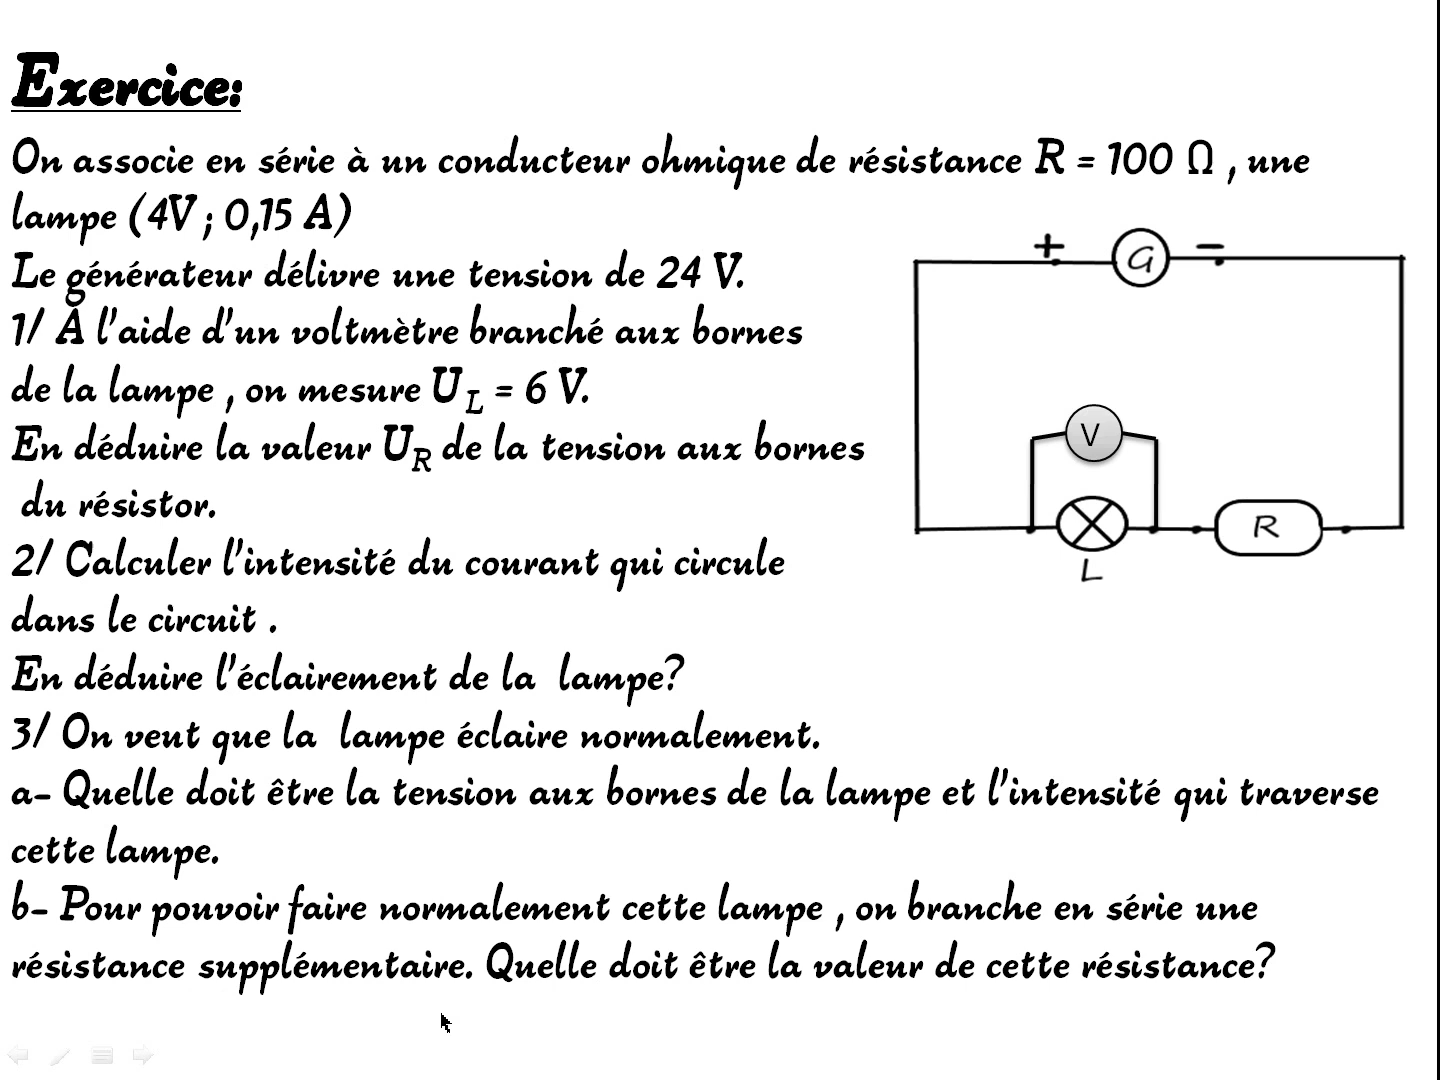 Exercice:
On associe en série à un conducteur ohmique de résistance R = 100 Ω , une
lampe (4V ; 0,15 A)
Le générateur délivre une tension de 24 V.
1/ À l'aide d'un voltmètre branché aux bornes
de la lampe , on mesure U_L = 6 V.
En déduire la valeur U_R de la tension aux bornes
du résistor.
2/ Calculer l'intensité du courant qui circule
dans le circuit .
En déduire l'éclairement de la lampe?
3/ On veut que la lampe éclaire normalement.
a- Quelle doit être la tension aux bornes de la lampe et l'intensité qui traverse
cette lampe.
b- Pour pouvoir faire normalement cette lampe , on branche en série une
résistance supplémentaire. Quelle doit être la valeur de cette résistance?
+ G -
V
R
L